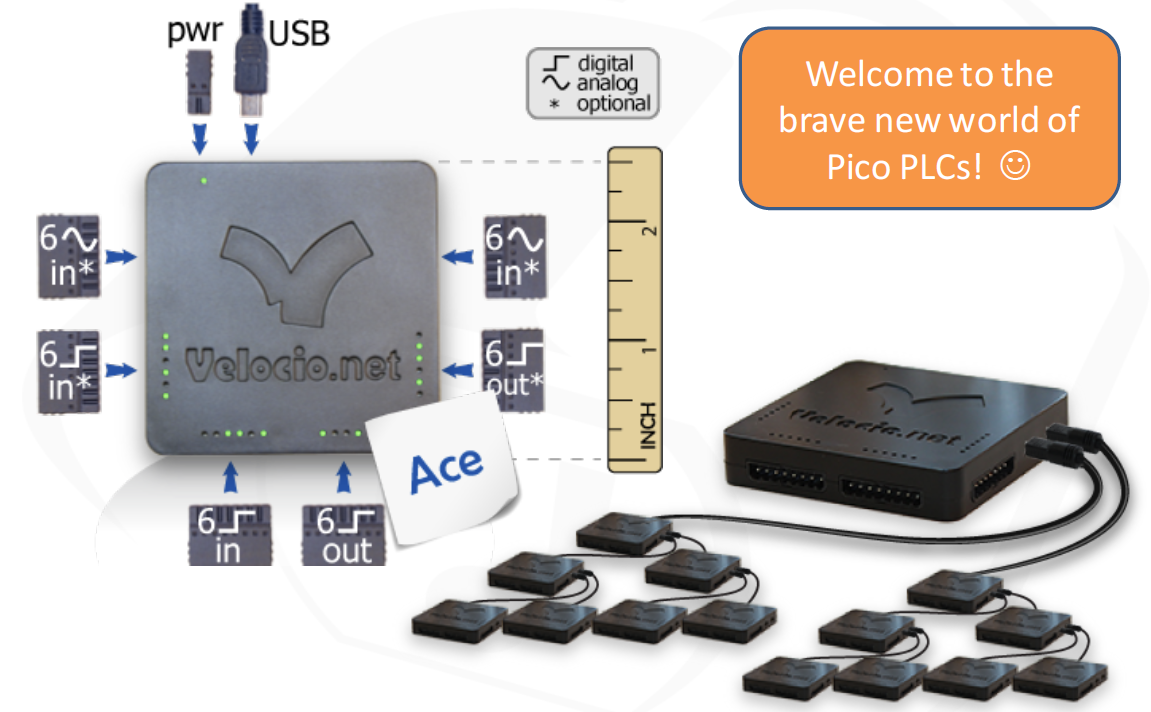 pwr
USB
digital
analog
* optional
Welcome to the
brave new world of
Pico PLCs! ☺
6
in*
6
in*
2
6
in*
6
out*
1
Velocio.net
INCH
Ace
6
in
6
out
Velocio.net